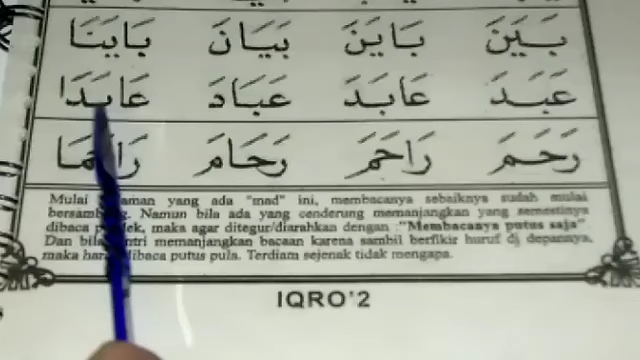 بَيَنَ بَايَنَ بَيَانَ بَايَنَا
عَبَدَ عَابَدَ عَبَادَ عَابَدَا
رَحَمَ رَاحَمَ رَحَامَ رَاحَمَا
Mulai halaman yang ada "mad" ini, membacanya sebaiknya sudah mulai
bersambung. Namun bila ada yang cenderung memanjangkan yang semestinya
dibaca pendek, maka agar ditegur/diarahkan dengan :"Membacanya putus saja".
Dan bila santri memanjangkan bacaan karena sambil berfikir huruf di depanya,
maka harus dibaca putus pula. Terdiam sejenak tidak mengapa.
IQRO'2